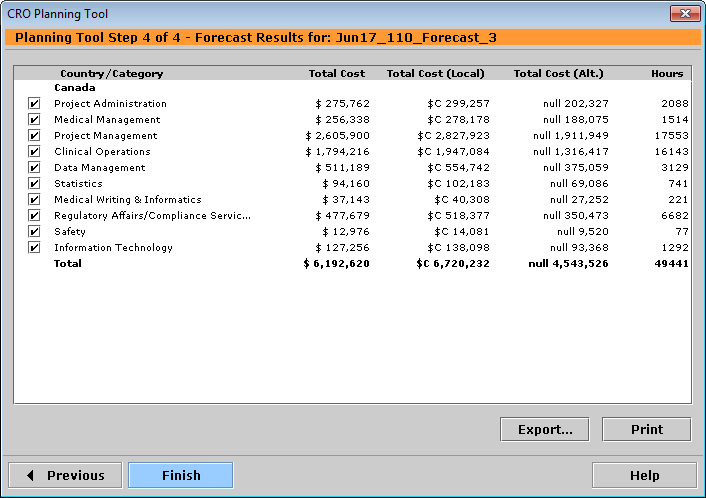 CRO Planning Tool
Planning Tool Step 4 of 4 - Forecast Results for: Jun17_110_Forecast_3
Country/Category Total Cost Total Cost (Local) Total Cost (Alt.) Hours
Canada
Project Administration $ 275,762 $C 299,257 null 202,327 2088
Medical Management $ 256,338 $C 278,178 null 188,075 1514
Project Management $ 2,605,900 $C 2,827,923 null 1,911,949 17553
Clinical Operations $ 1,794,216 $C 1,947,084 null 1,316,417 16143
Data Management $ 511,189 $C 554,742 null 375,059 3129
Statistics $ 94,160 $C 102,183 null 69,086 741
Medical Writing & Informatics $ 37,143 $C 40,308 null 27,252 221
Regulatory Affairs/Compliance Servic... $ 477,679 $C 518,377 null 350,473 6682
Safety $ 12,976 $C 14,081 null 9,520 77
Information Technology $ 127,256 $C 138,098 null 93,368 1292
Total $ 6,192,620 $C 6,720,232 null 4,543,526 49441
Export... Print
Previous Finish Help